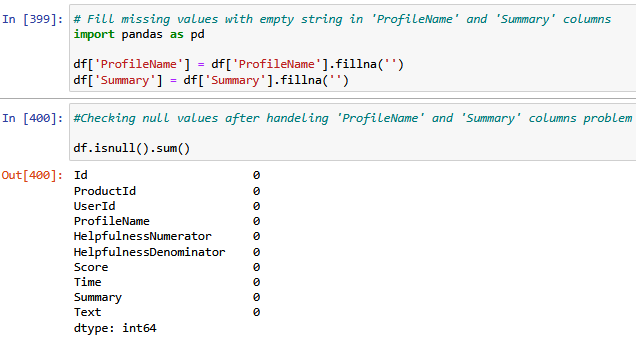 In [399]: # Fill missing values with empty string in 'ProfileName' and 'Summary' columns
import pandas as pd
df['ProfileName'] = df['ProfileName'].fillna('')
df['Summary'] = df['Summary'].fillna('')
In [400]: #Checking null values after handeling 'ProfileName' and 'Summary' columns problem
df.isnull().sum()
Out[400]: Id 0
ProductId 0
UserId 0
ProfileName 0
HelpfulnessNumerator 0
HelpfulnessDenominator 0
Score 0
Time 0
Summary 0
Text 0
dtype: int64